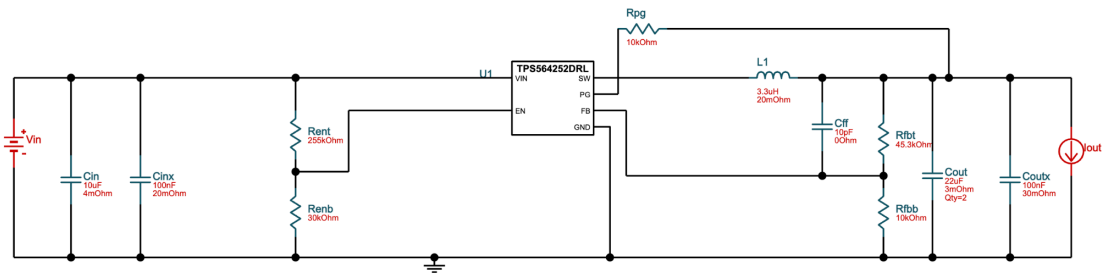 Rpg
10kOhm
TPS564252DRL
U1
VIN
SW
PG
EN
FB
GND
L1
3.3uH
20mOhm
+
Vin
-
Cin
10uF
4mOhm
Cinx
100nF
20mOhm
Rent
255kOhm
Renb
30kOhm
Cff
10pF
0Ohm
Rfbt
45.3kOhm
Rfbb
10kOhm
Cout
22uF
3mOhm
Qty=2
Coutx
100nF
30mOhm
Iout